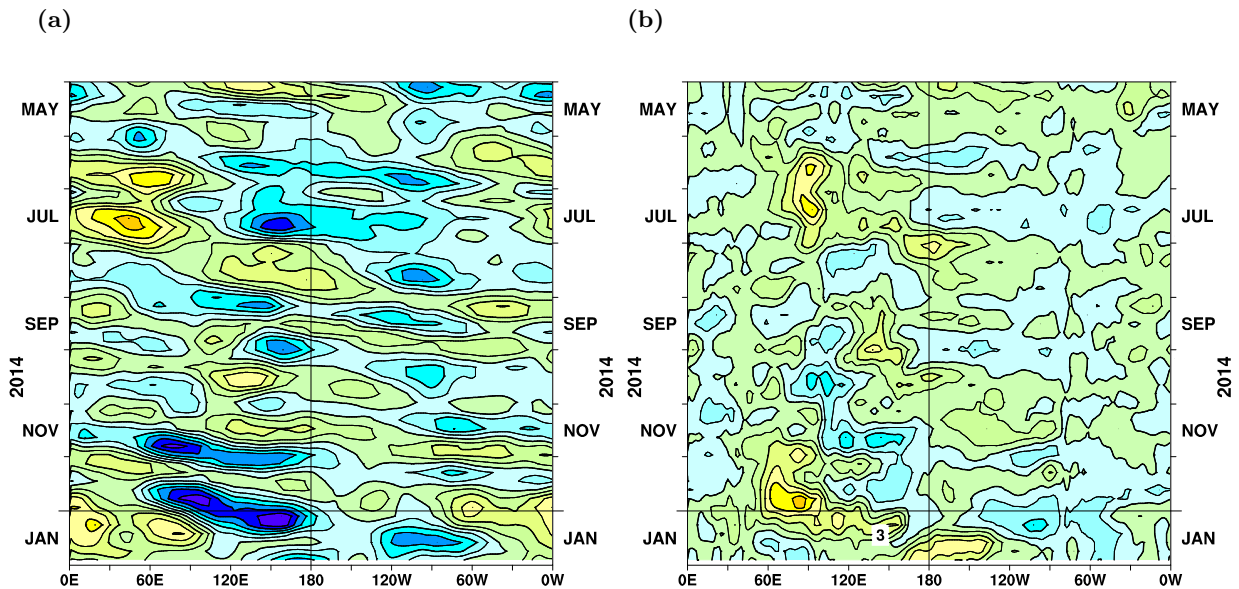 (a) (b)
MAY MAY MAY MAY
JUL JUL JUL JUL
SEP SEP SEP SEP
2014 2014 2014 2014
NOV NOV NOV NOV
3
JAN JAN JAN JAN
0E 60E 120E 180 120W 60W 0W 0E 60E 120E 180 120W 60W 0W